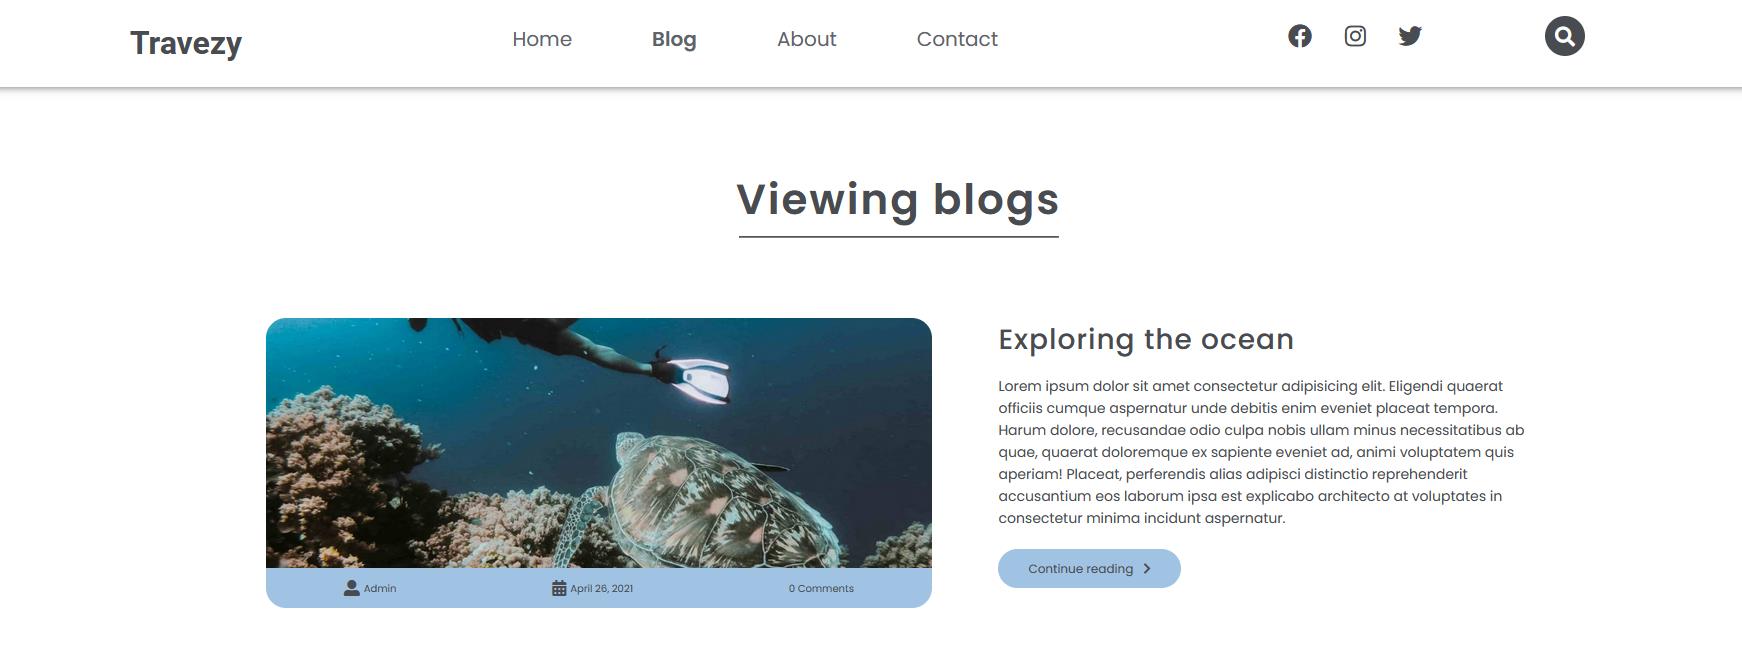 Travezy
Home Blog About Contact
Viewing blogs
Exploring the ocean
Lorem ipsum dolor sit amet consectetur adipisicing elit. Eligendi quaerat
officiis cumque aspernatur unde debitis enim eveniet placeat tempora.
Harum dolore, recusandae odio culpa nobis ullam minus necessitatibus ab
quae, quaerat doloremque ex sapiente eveniet ad, animi voluptatem quis
aperiam! Placeat, perferendis alias adipisci distinctio reprehenderit
accusantium eos laborum ipsa est explicabo architecto at voluptates in
consectetur minima incidunt aspernatur.
Continue reading
Admin April 26, 2021 0 Comments